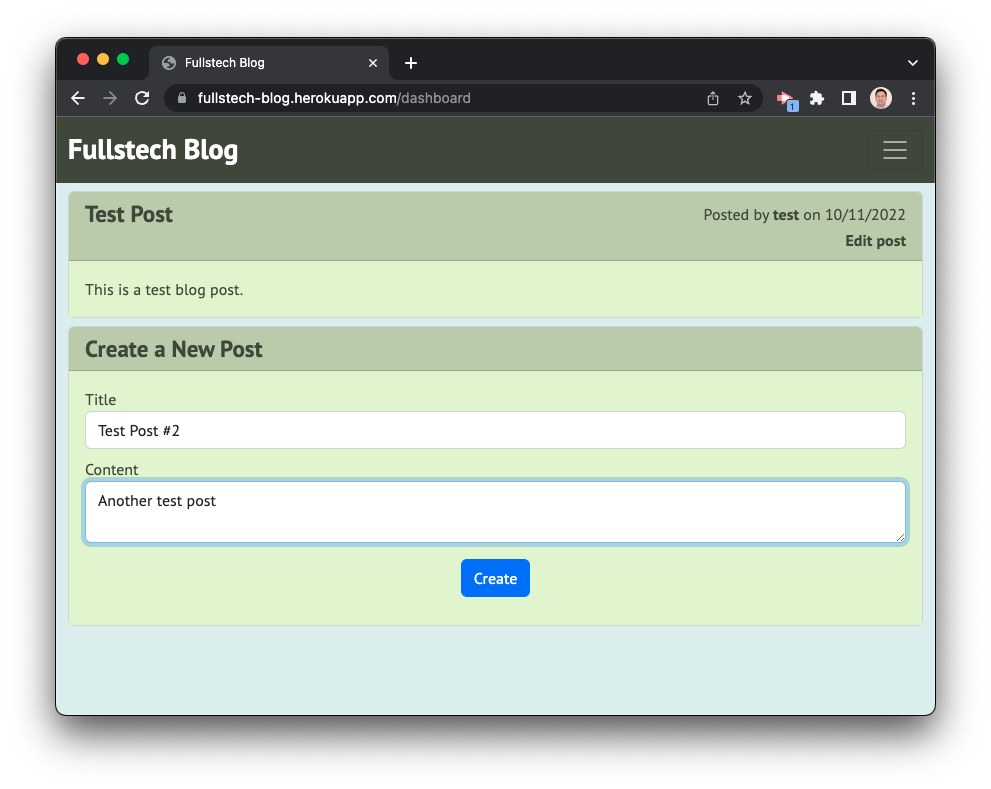 Fullstech Blog
fullstech-blog.herokuapp.com/dashboard
1
Fullstech Blog
Test Post
Posted by test on 10/11/2022
Edit post
This is a test blog post.
Create a New Post
Title
Test Post #2
Content
Another test post
Create